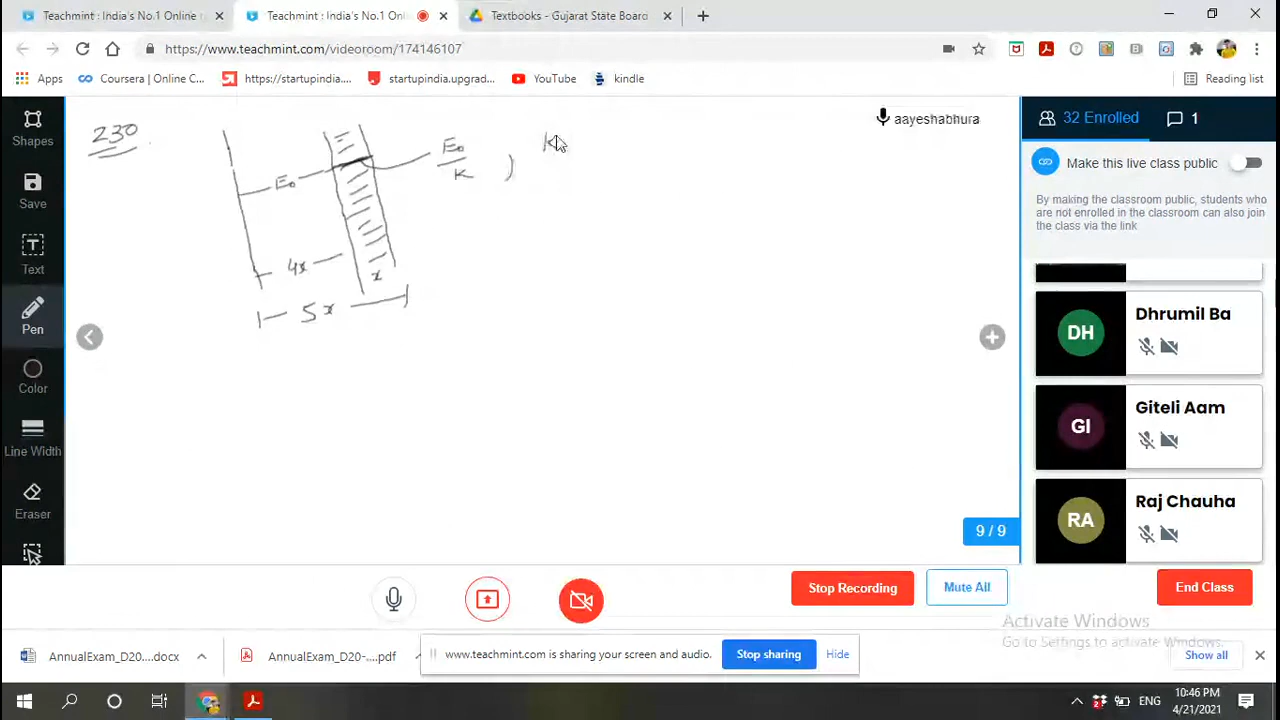 Teachmint: India's No.1 Online t
Teachmint: India's No.1 Onli
Textbooks - Gujarat State Board
https://www.teachmint.com/videoroom/174146107
Apps
Coursera | Online C...
https://startupindia....
startupindia.upgrad...
YouTube
kindle
Reading list
Shapes
Save
Text
Pen
Color
Line Width
Eraser
230
E₀
E₀
K
)
K
4x
x
5x
aayeshabhura
9 / 9
32 Enrolled
1
Make this live class public
By making the classroom public, students who
are not enrolled in the classroom can also join
the class via the link
DH
Dhrumil Ba
GI
Giteli Aam
RA
Raj Chauha
Stop Recording
Mute All
End Class
Activate Windows
Go to Settings to activate Windows.
AnnualExam_D20....docx
AnnualExam_D20-....pdf
www.teachmint.com is sharing your screen and audio.
Stop sharing
Hide
Show all
ENG
10:46 PM
4/21/2021